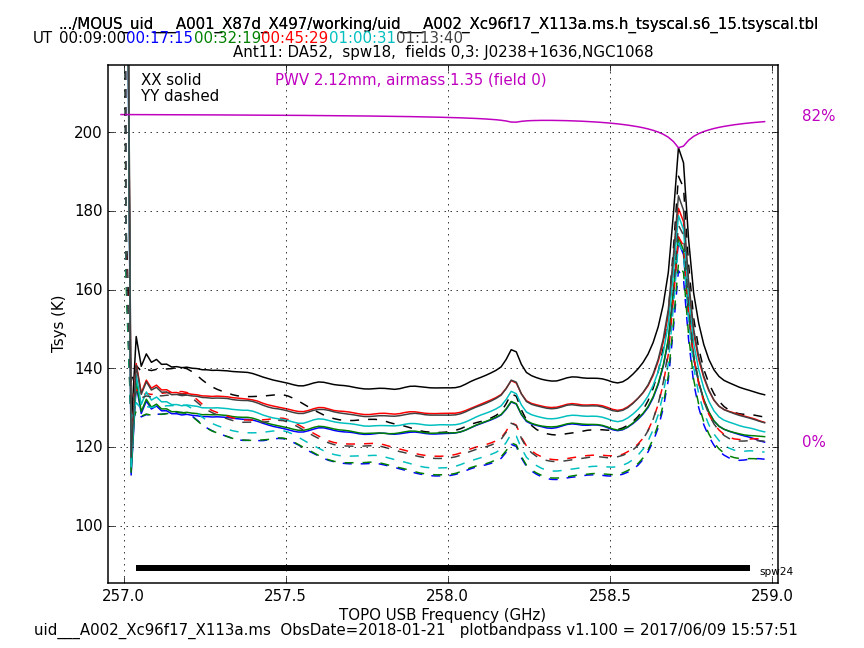 .../MOUS_uid___A001_X87d_X497/working/uid___A002_Xc96f17_X113a.ms.h_tsyscal.s6_15.tsyscal.tbl
UT 00:09:00 00:17:15 00:32:19 00:45:29 01:00:31 01:13:40
Ant11: DA52, spw18, fields 0,3: J0238+1636,NGC1068
XX solid
YY dashed
PWV 2.12mm, airmass 1.35 (field 0)
82%
0%
200
180
160
140
120
100
Tsys (K)
spw24
257.0 257.5 258.0 258.5 259.0
TOPO USB Frequency (GHz)
uid___A002_Xc96f17_X113a.ms ObsDate=2018-01-21 plotbandpass v1.100 = 2017/06/09 15:57:51